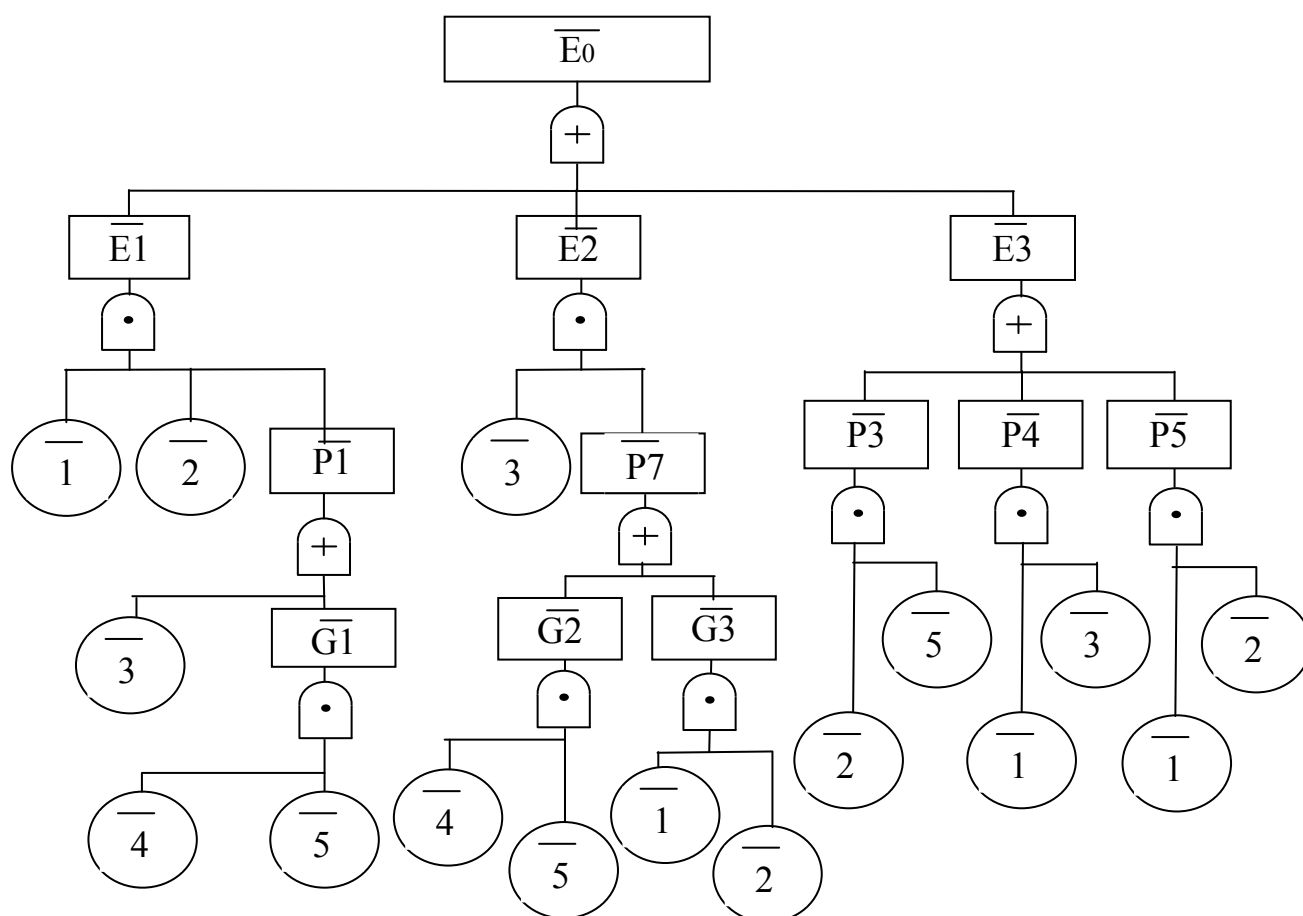 E0
+
E1 E2 E3
• • +
1 2 P1 3 P7 P3 P4 P5
+ + • • •
3 G1 G2 G3 5 3 2
• • •
2 1 1
4 5 4 5 1 2